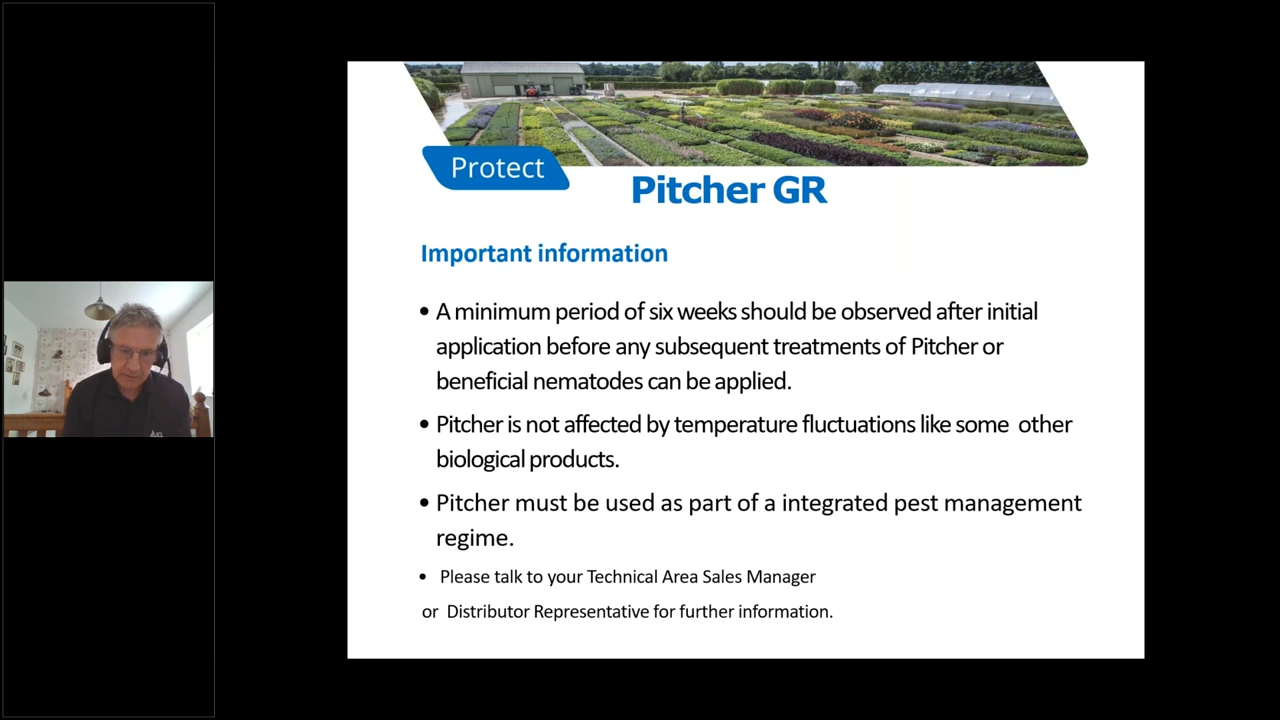 Protect
Pitcher GR
Important information
• A minimum period of six weeks should be observed after initial
application before any subsequent treatments of Pitcher or
beneficial nematodes can be applied.
• Pitcher is not affected by temperature fluctuations like some other
biological products.
• Pitcher must be used as part of a integrated pest management
regime.
• Please talk to your Technical Area Sales Manager
or Distributor Representative for further information.